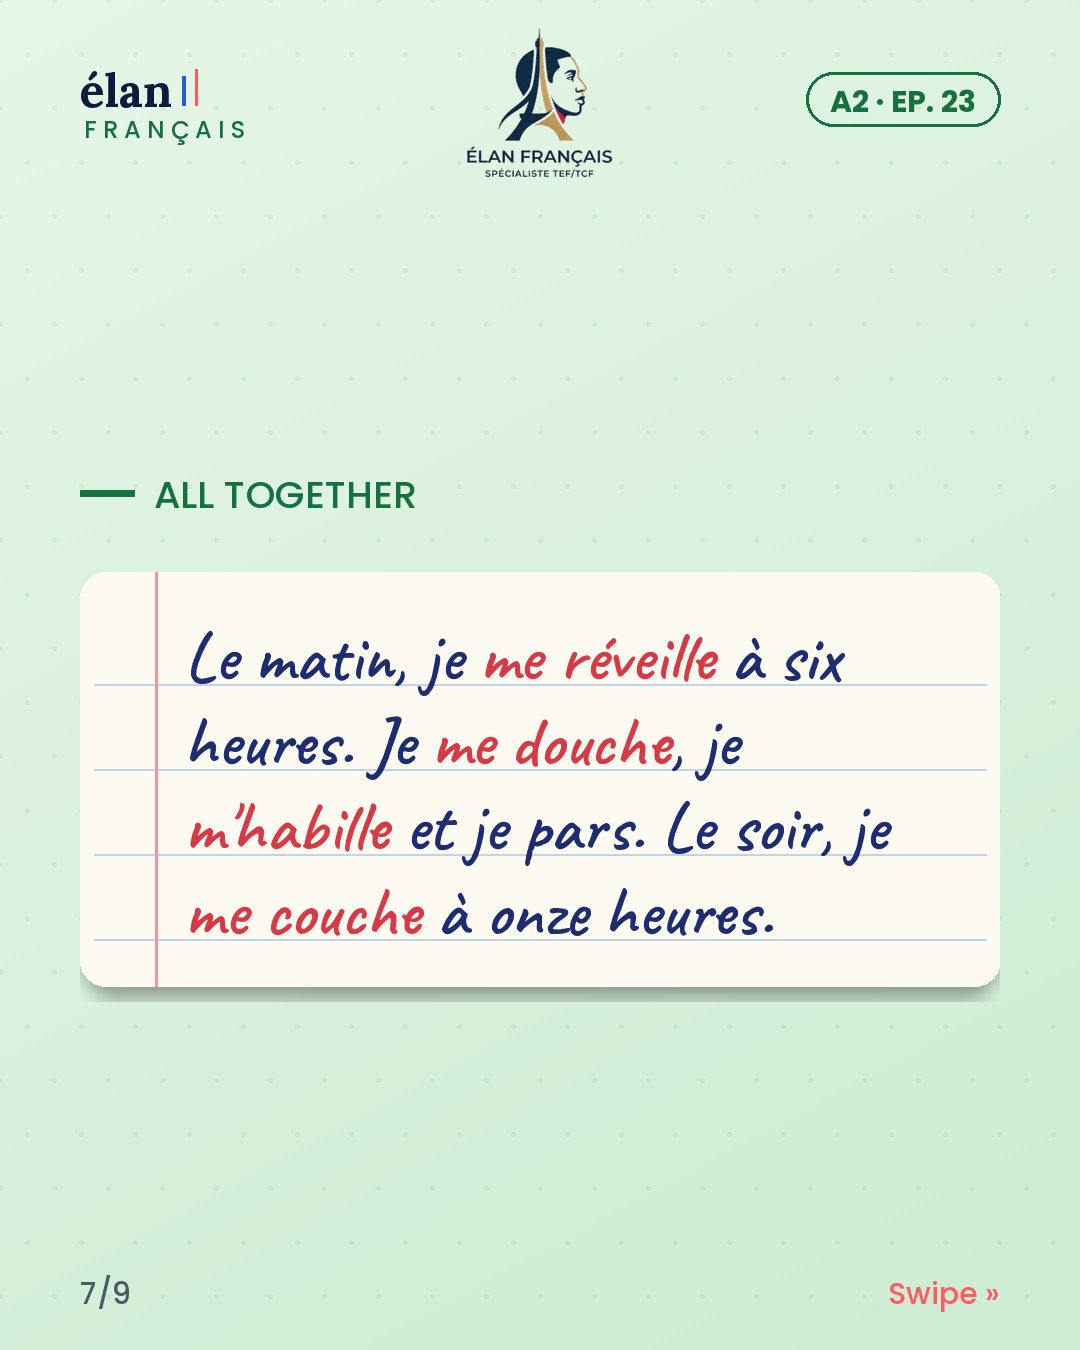 élan
FRANÇAIS
ÉLAN FRANÇAIS
SPÉCIALISTE TEF/TCF
A2 · EP. 23
ALL TOGETHER
Le matin, je me réveille à six
heures. Je me douche, je
m'habille et je pars. Le soir, je
me couche à onze heures.
7/9
Swipe »